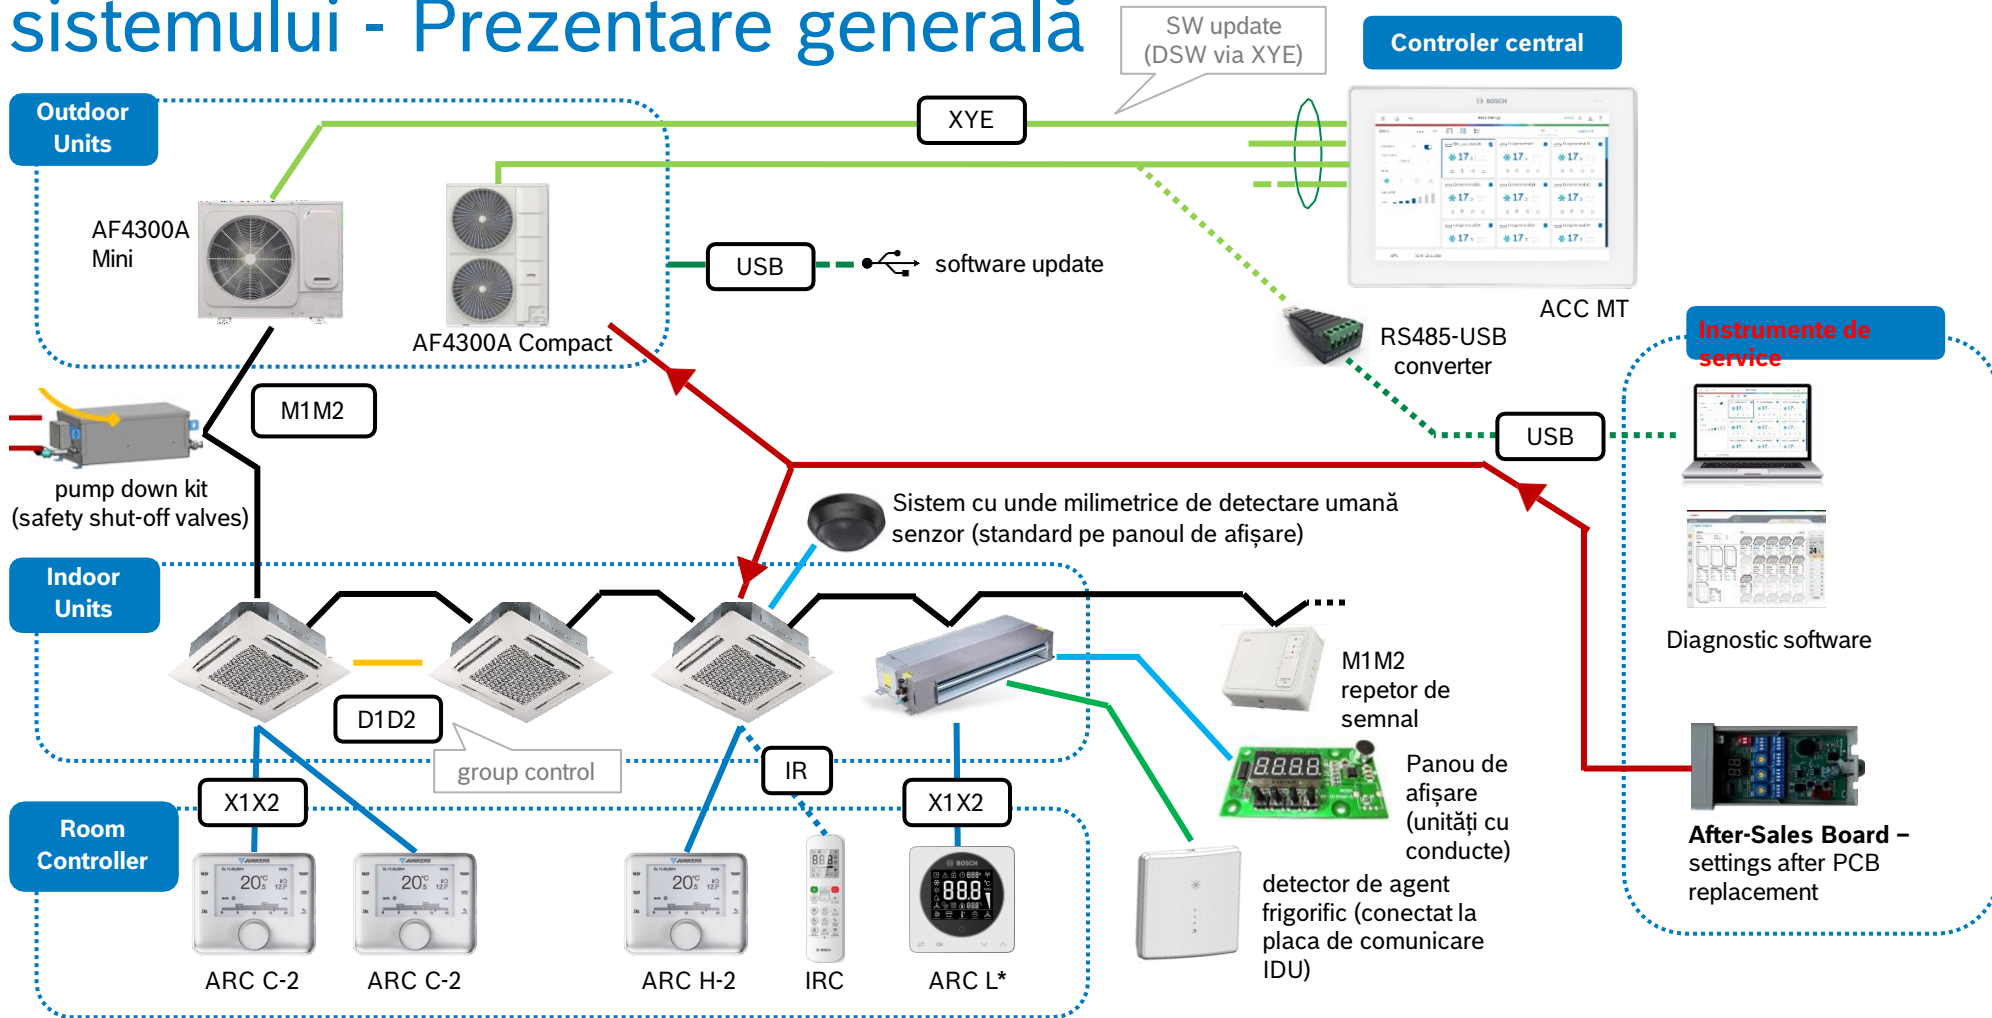 sistemului - Prezentare generală
SW update
(DSW via XYE)
Controler central
Outdoor
Units
XYE
BOSCH
AF4300A
Mini
USB
software update
AF4300A Compact
ACC MT
RS485-USB
converter
Instrumente de
service
M1M2
USB
pump down kit
(safety shut-off valves)
Sistem cu unde milimetrice de detectare umană
senzor (standard pe panoul de afișare)
Indoor
Units
Diagnostic software
M1M2
repetor de
semnal
D1D2
group control
IR
X1X2
X1X2
Panou de
afișare
(unități cu
conducte)
Room
Controller
After-Sales Board –
settings after PCB
replacement
JUNKERS
JUNKERS
JUNKERS
BOSCH
detector de agent
frigorific (conectat la
placa de comunicare
IDU)
ARC C-2
ARC C-2
ARC H-2
IRC
ARC L*